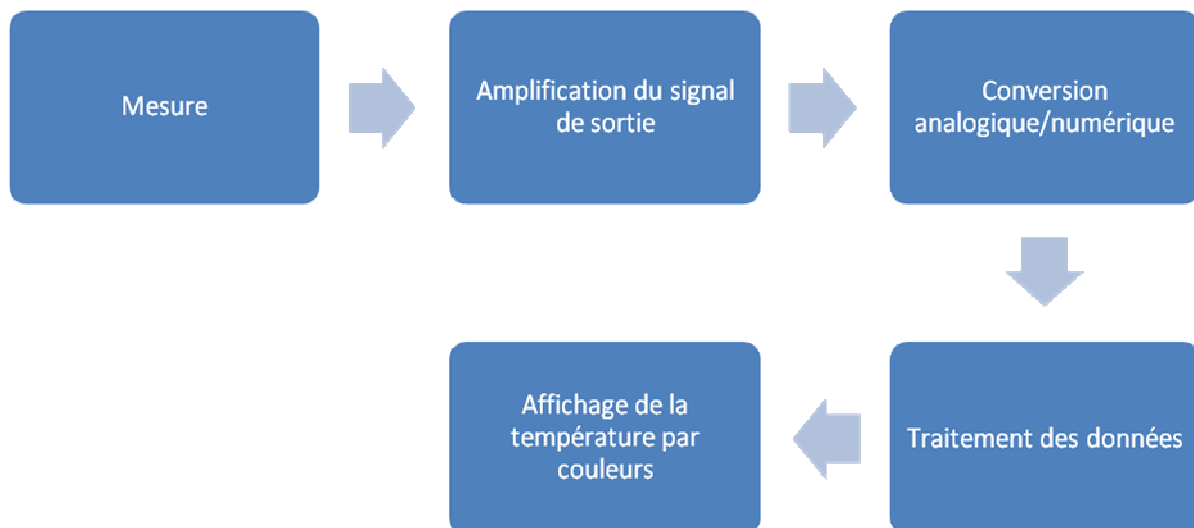 Mesure
Amplification du signal
de sortie
Conversion
analogique/numérique
Traitement des données
Affichage de la
température par
couleurs